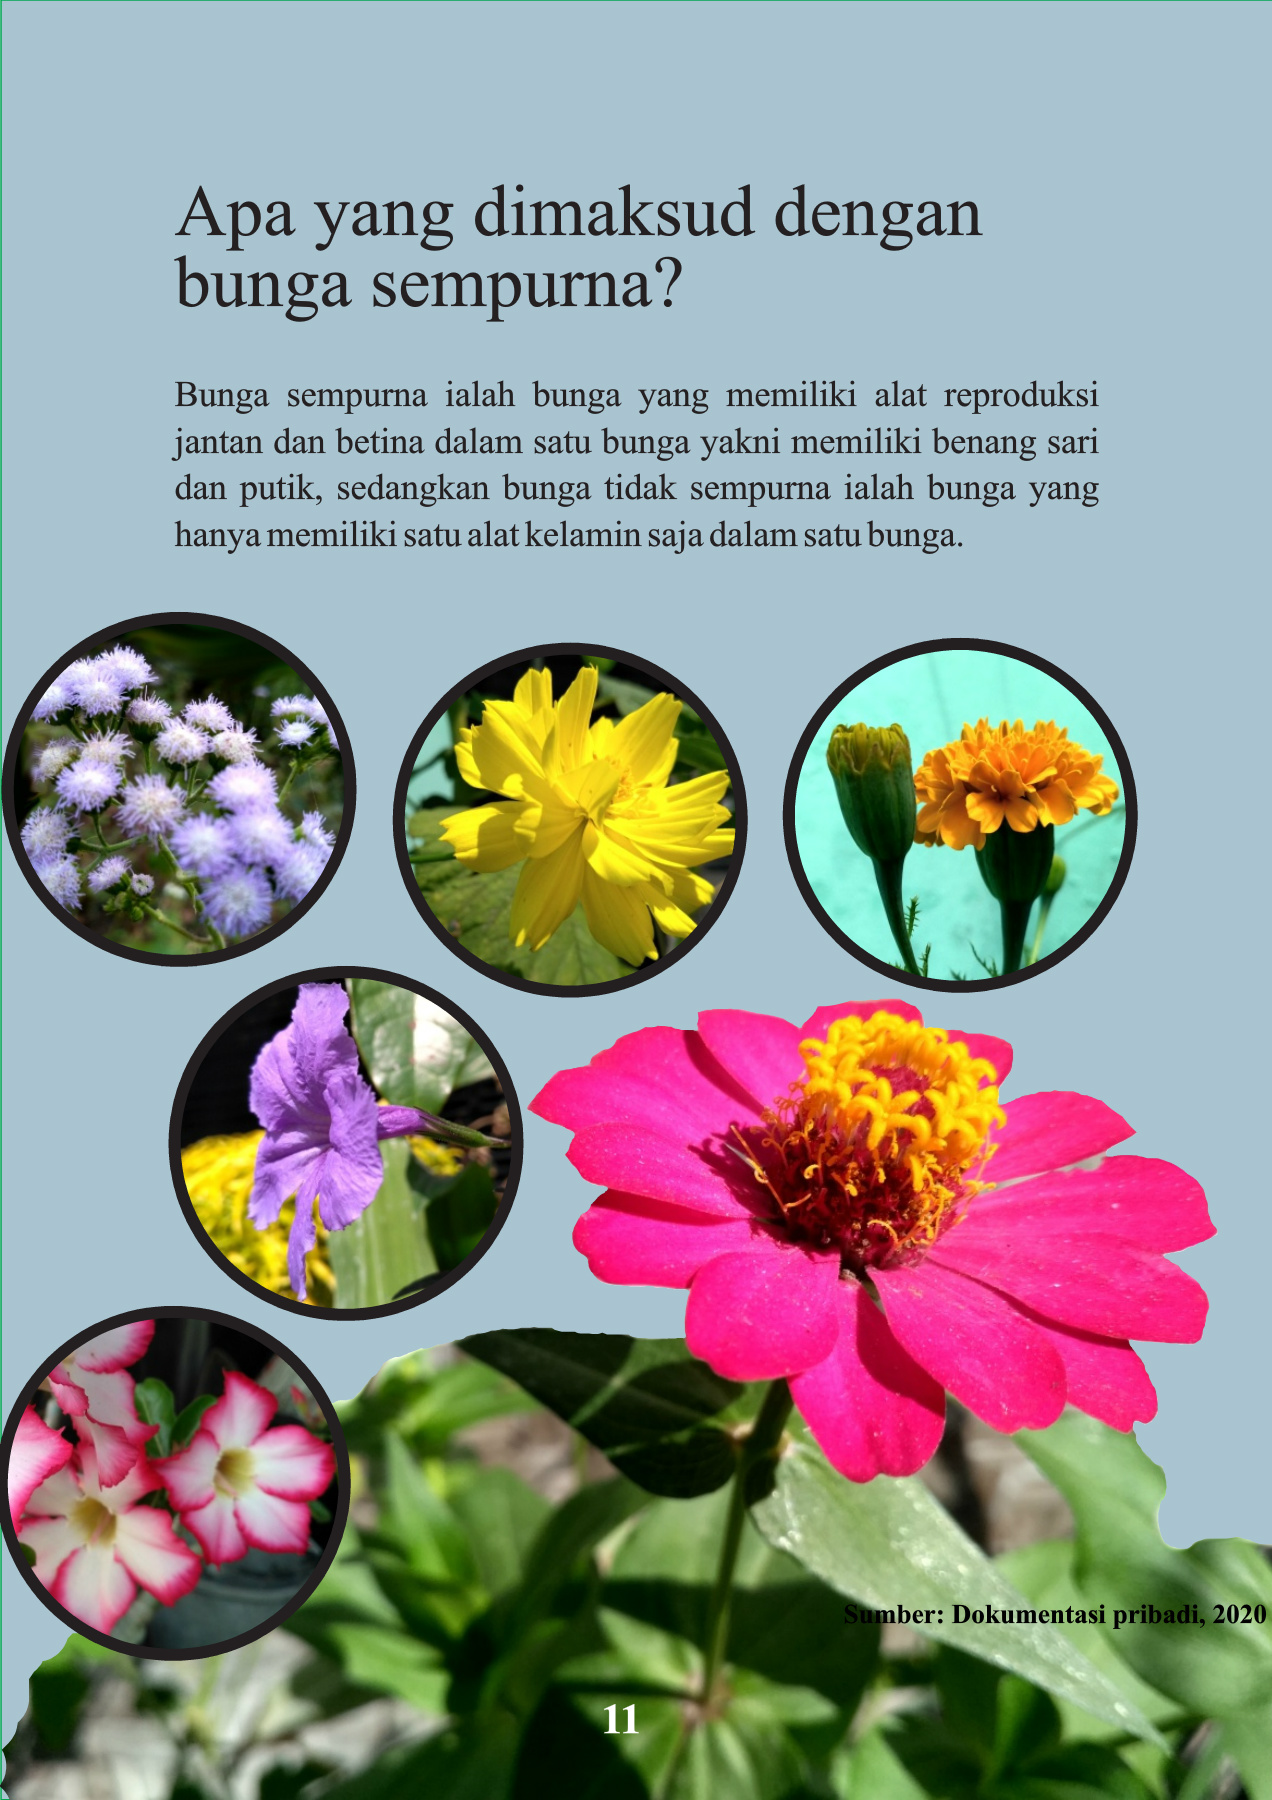 Apa yang dimaksud dengan
bunga sempurna?
Bunga sempurna ialah bunga yang memiliki alat reproduksi
jantan dan betina dalam satu bunga yakni memiliki benang sari
dan putik, sedangkan bunga tidak sempurna ialah bunga yang
hanya memiliki satu alat kelamin saja dalam satu bunga.
Sumber: Dokumentasi pribadi, 2020
11